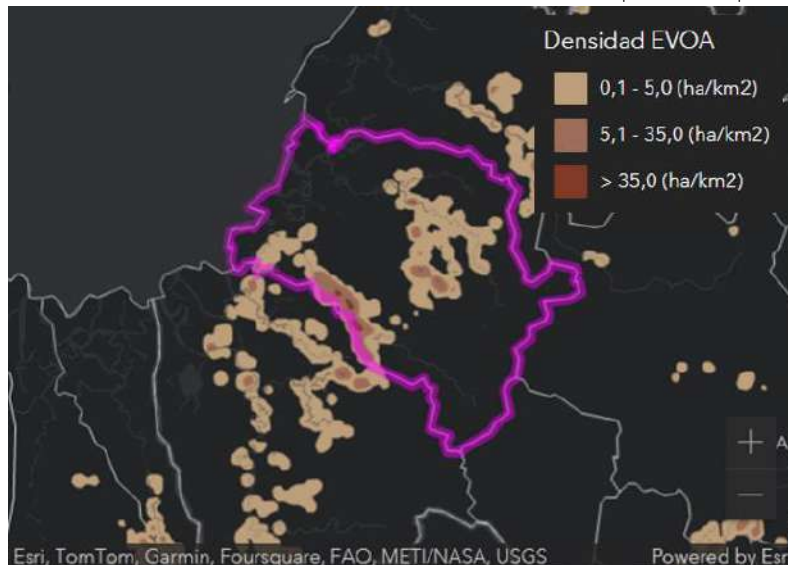 Densidad EVOA
0,1 - 5,0 (ha/km2)
5,1 - 35,0 (ha/km2)
> 35,0 (ha/km2)
+
A
−
Esri, TomTom, Garmin, Foursquare, FAO, METI/NASA, USGS
Powered by Esr